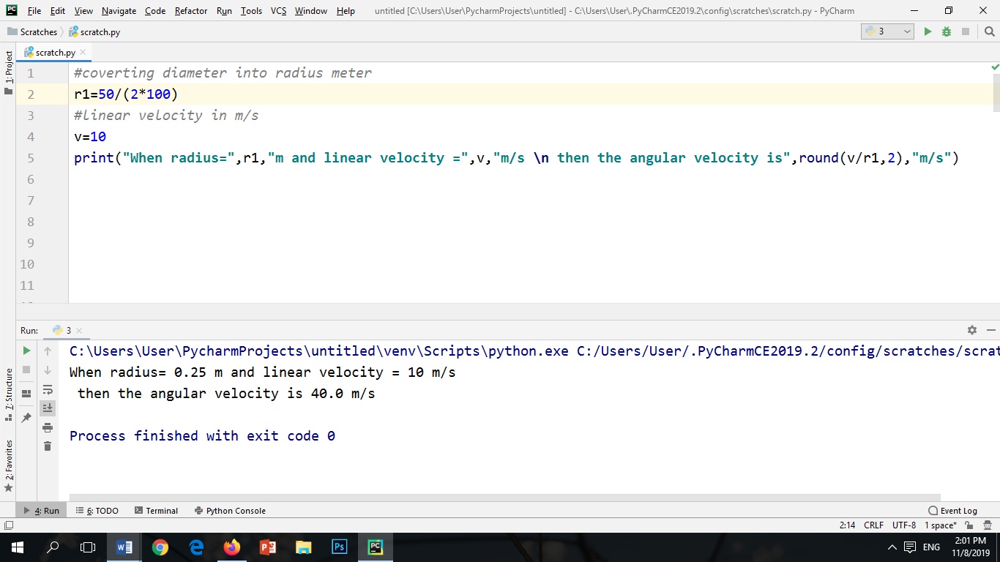 File Edit View Navigate Code Refactor Run Tools VCS Window Help untitled [C:\Users\User\PycharmProjects\untitled] - C:\Users\User\.PyCharmCE2019.2\config\scratches\scratch.py - PyCharm
Scratches scratch.py 3
1: Project
scratch.py
1 #coverting diameter into radius meter
2 r1=50/(2*100)
3 #linear velocity in m/s
4 v=10
5 print("When radius=",r1,"m and linear velocity =",v,"m/s \n then the angular velocity is",round(v/r1,2),"m/s")
6
7
8
9
10
11
Run: 3
C:\Users\User\PycharmProjects\untitled\venv\Scripts\python.exe C:/Users/User/.PyCharmCE2019.2/config/scratches/scrat
When radius= 0.25 m and linear velocity = 10 m/s
then the angular velocity is 40.0 m/s
Process finished with exit code 0
7: Structure
2: Favorites
4: Run 6: TODO Terminal Python Console Event Log
2:14 CRLF UTF-8 1 space*
ENG 2:01 PM
11/8/2019